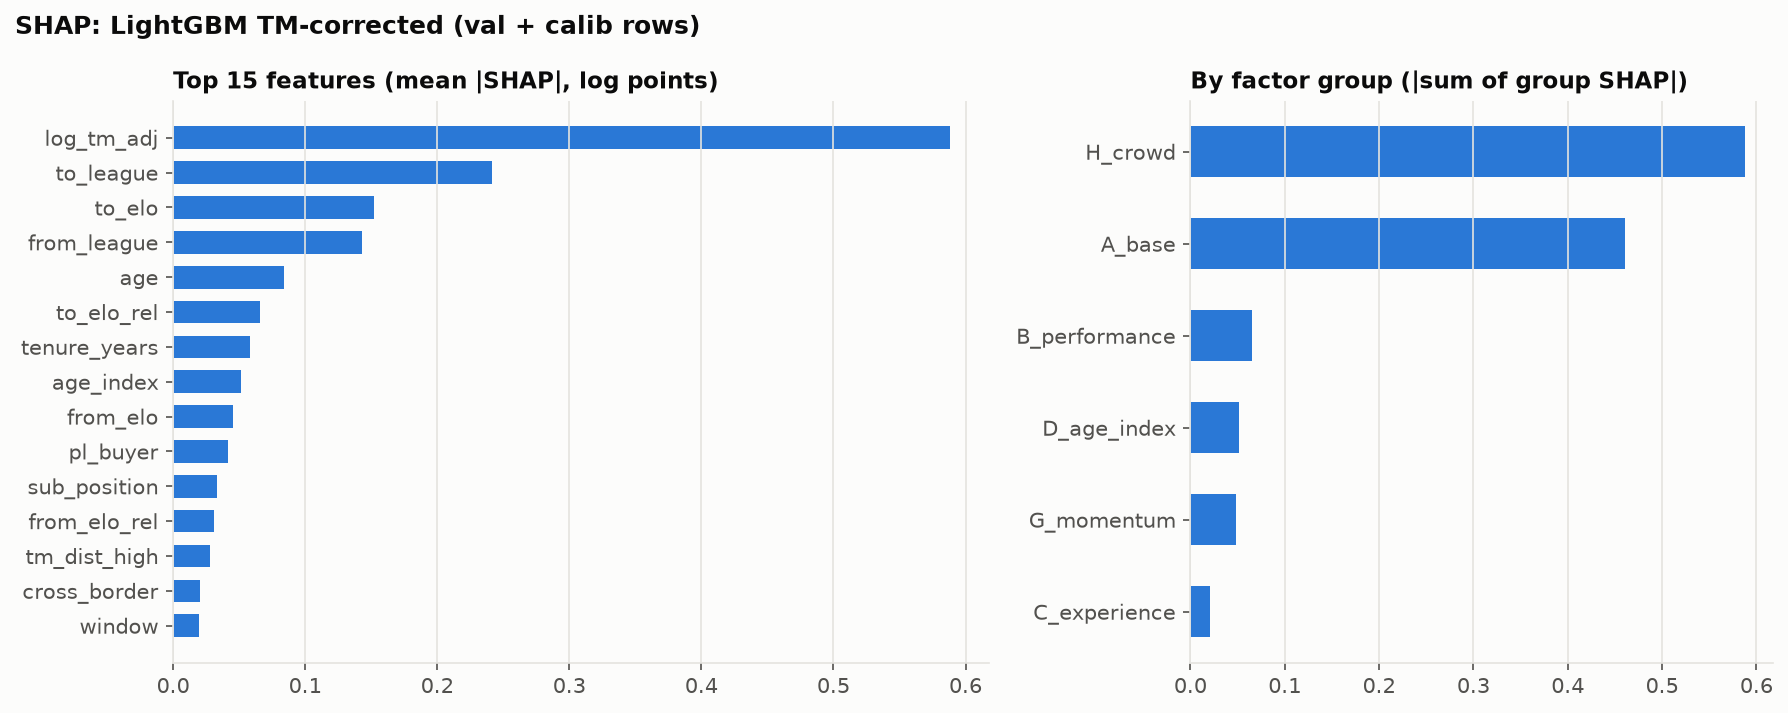 SHAP: LightGBM TM-corrected (val + calib rows)
Top 15 features (mean |SHAP|, log points)
log_tm_adj
to_league
to_elo
from_league
age
to_elo_rel
tenure_years
age_index
from_elo
pl_buyer
sub_position
from_elo_rel
tm_dist_high
cross_border
window
0.0 0.1 0.2 0.3 0.4 0.5 0.6
By factor group (|sum of group SHAP|)
H_crowd
A_base
B_performance
D_age_index
G_momentum
C_experience
0.0 0.1 0.2 0.3 0.4 0.5 0.6